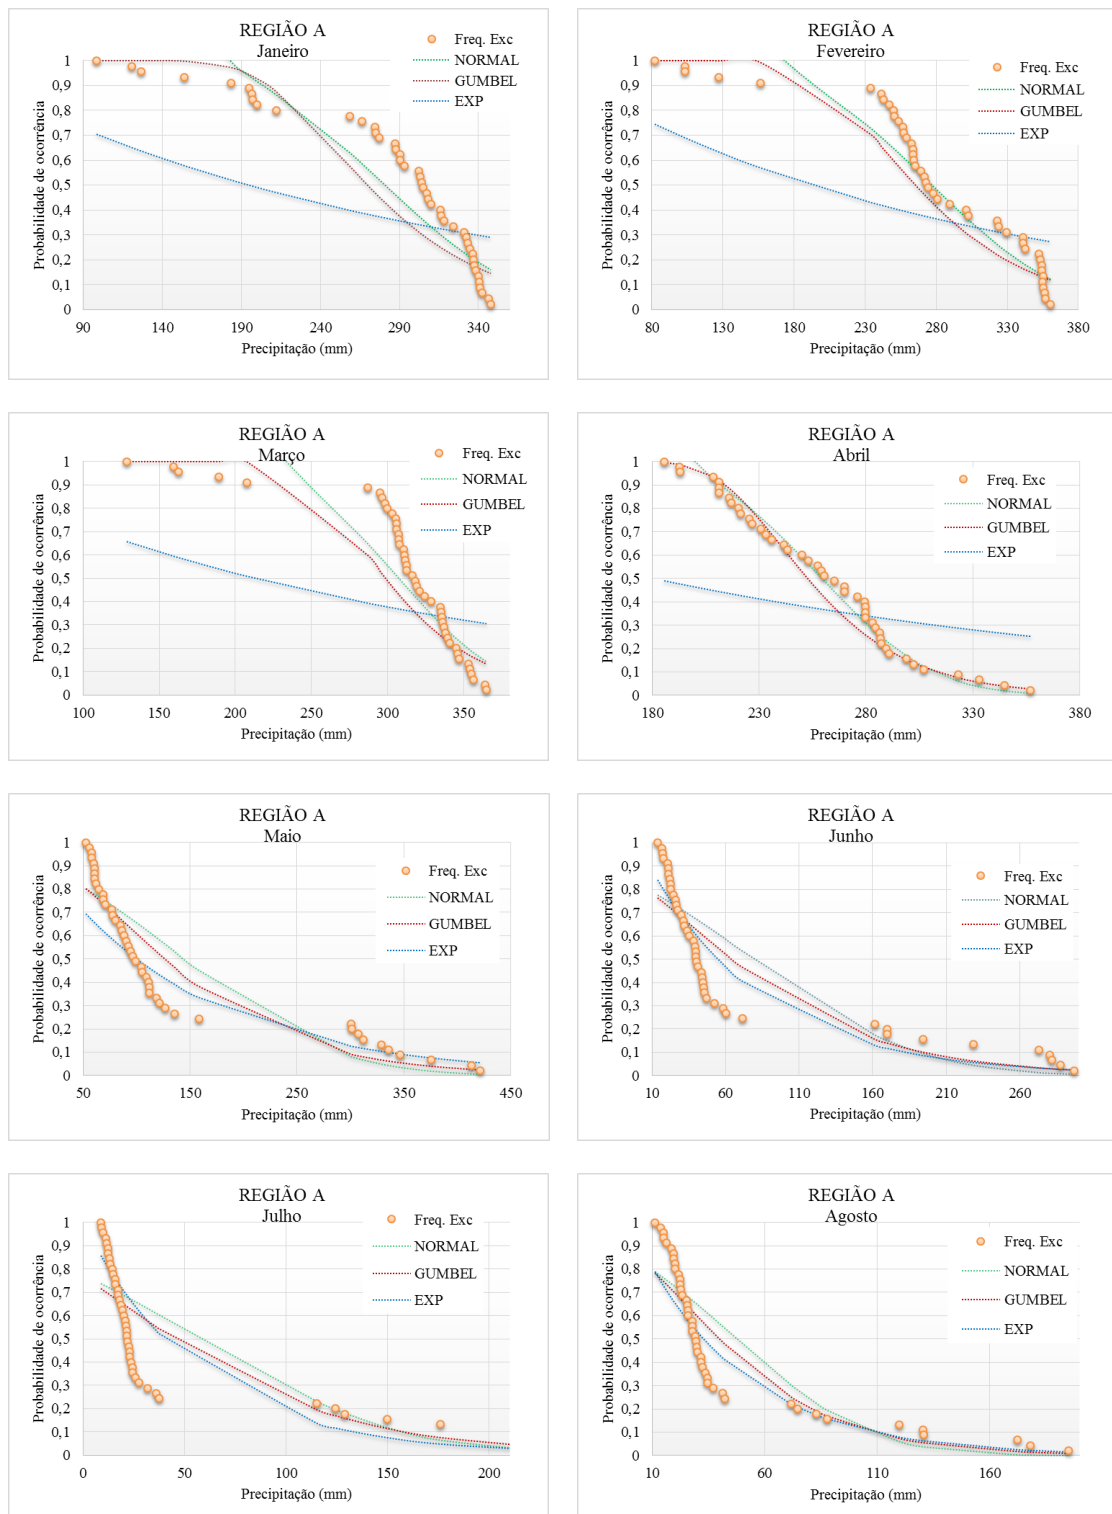 REGIÃO A
Janeiro
Freq. Exc
NORMAL
GUMBEL
EXP
Probabilidade de ocorrência
1
0,9
0,8
0,7
0,6
0,5
0,4
0,3
0,2
0,1
0
90 140 190 240 290 340
Precipitação (mm)
REGIÃO A
Fevereiro
Freq. Exc
NORMAL
GUMBEL
EXP
Probabilidade de ocorrência
1
0,9
0,8
0,7
0,6
0,5
0,4
0,3
0,2
0,1
0
80 130 180 230 280 330 380
Precipitação (mm)
REGIÃO A
Março
Freq. Exc
NORMAL
GUMBEL
EXP
Probabilidade de ocorrência
1
0,9
0,8
0,7
0,6
0,5
0,4
0,3
0,2
0,1
0
100 150 200 250 300 350
Precipitação (mm)
REGIÃO A
Abril
Freq. Exc
NORMAL
GUMBEL
EXP
Probabilidade de ocorrência
1
0,9
0,8
0,7
0,6
0,5
0,4
0,3
0,2
0,1
0
180 230 280 330 380
Precipitação (mm)
REGIÃO A
Maio
Freq. Exc
NORMAL
GUMBEL
EXP
Probabilidade de ocorrência
1
0,9
0,8
0,7
0,6
0,5
0,4
0,3
0,2
0,1
0
50 150 250 350 450
Precipitação (mm)
REGIÃO A
Junho
Freq. Exc
NORMAL
GUMBEL
EXP
Probabilidade de ocorrência
1
0,9
0,8
0,7
0,6
0,5
0,4
0,3
0,2
0,1
0
10 60 110 160 210 260
Precipitação (mm)
REGIÃO A
Julho
Freq. Exc
NORMAL
GUMBEL
EXP
Probabilidade de ocorrência
1
0,9
0,8
0,7
0,6
0,5
0,4
0,3
0,2
0,1
0
0 50 100 150 200
Precipitação (mm)
REGIÃO A
Agosto
Freq. Exc
NORMAL
GUMBEL
EXP
Probabilidade de ocorrência
1
0,9
0,8
0,7
0,6
0,5
0,4
0,3
0,2
0,1
0
10 60 110 160
Precipitação (mm)